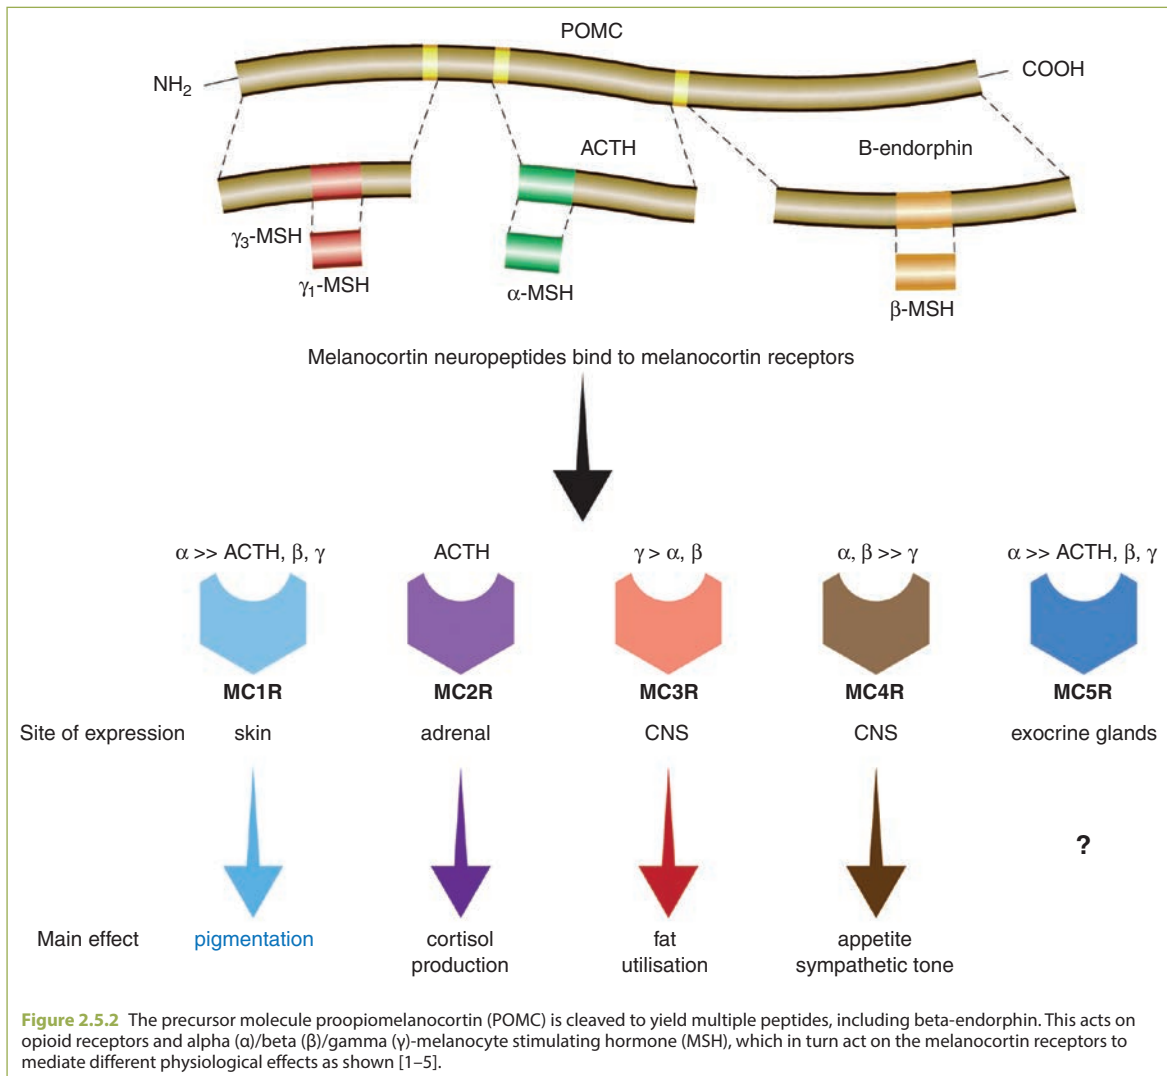 POMC
NH₂
COOH
ACTH
B-endorphin
γ₃-MSH
γ₁-MSH
α-MSH
β-MSH
Melanocortin neuropeptides bind to melanocortin receptors
α >> ACTH, β, γ
ACTH
γ > α, β
α, β >> γ
α >> ACTH, β, γ
MC1R
MC2R
MC3R
MC4R
MC5R
Site of expression
skin
adrenal
CNS
CNS
exocrine glands
?
Main effect
pigmentation
cortisol
production
fat
utilisation
appetite
sympathetic tone
Figure 2.5.2 The precursor molecule proopiomelanocortin (POMC) is cleaved to yield multiple peptides, including beta-endorphin. This acts on
opioid receptors and alpha (α)/beta (β)/gamma (γ)-melanocyte stimulating hormone (MSH), which in turn act on the melanocortin receptors to
mediate different physiological effects as shown [1–5].